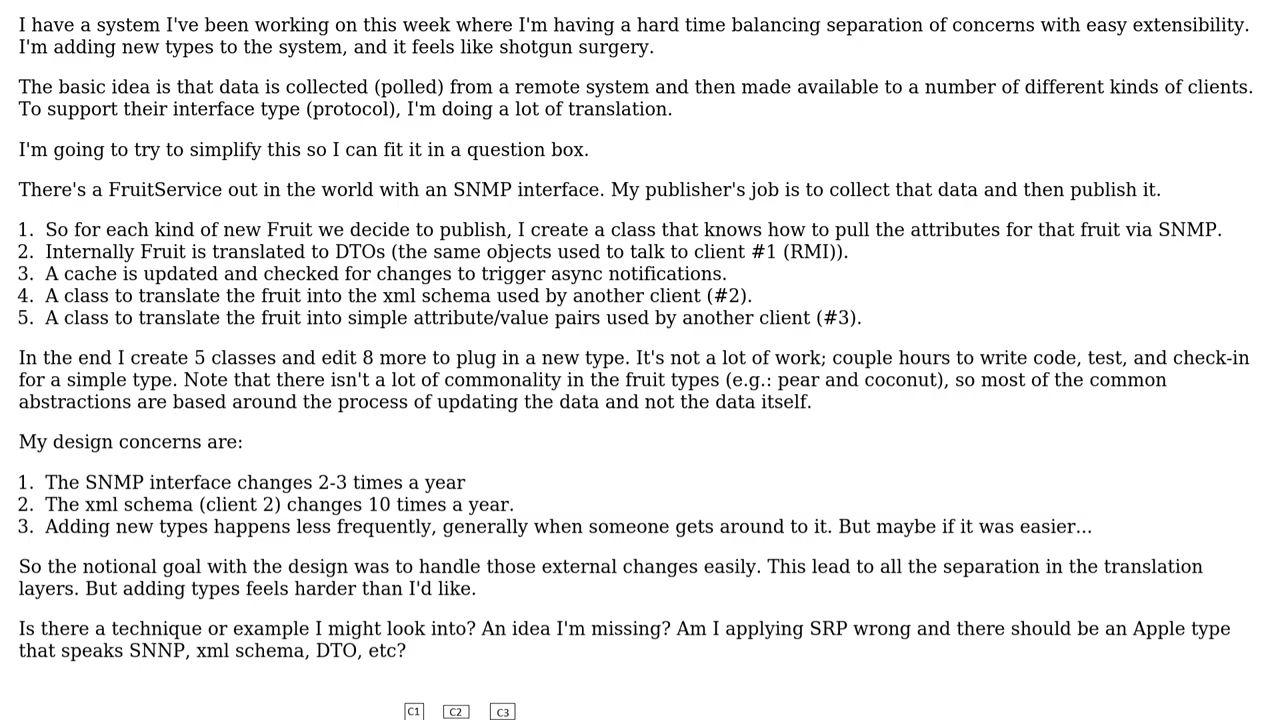 I have a system I've been working on this week where I'm having a hard time balancing separation of concerns with easy extensibility.
I'm adding new types to the system, and it feels like shotgun surgery.
The basic idea is that data is collected (polled) from a remote system and then made available to a number of different kinds of clients.
To support their interface type (protocol), I'm doing a lot of translation.
I'm going to try to simplify this so I can fit it in a question box.
There's a FruitService out in the world with an SNMP interface. My publisher's job is to collect that data and then publish it.
1. So for each kind of new Fruit we decide to publish, I create a class that knows how to pull the attributes for that fruit via SNMP.
2. Internally Fruit is translated to DTOs (the same objects used to talk to client #1 (RMI)).
3. A cache is updated and checked for changes to trigger async notifications.
4. A class to translate the fruit into the xml schema used by another client (#2).
5. A class to translate the fruit into simple attribute/value pairs used by another client (#3).
In the end I create 5 classes and edit 8 more to plug in a new type. It's not a lot of work; couple hours to write code, test, and check-in
for a simple type. Note that there isn't a lot of commonality in the fruit types (e.g.: pear and coconut), so most of the common
abstractions are based around the process of updating the data and not the data itself.
My design concerns are:
1. The SNMP interface changes 2-3 times a year
2. The xml schema (client 2) changes 10 times a year.
3. Adding new types happens less frequently, generally when someone gets around to it. But maybe if it was easier...
So the notional goal with the design was to handle those external changes easily. This lead to all the separation in the translation
layers. But adding types feels harder than I'd like.
Is there a technique or example I might look into? An idea I'm missing? Am I applying SRP wrong and there should be an Apple type
that speaks SNNP, xml schema, DTO, etc?
C1 C2 C3